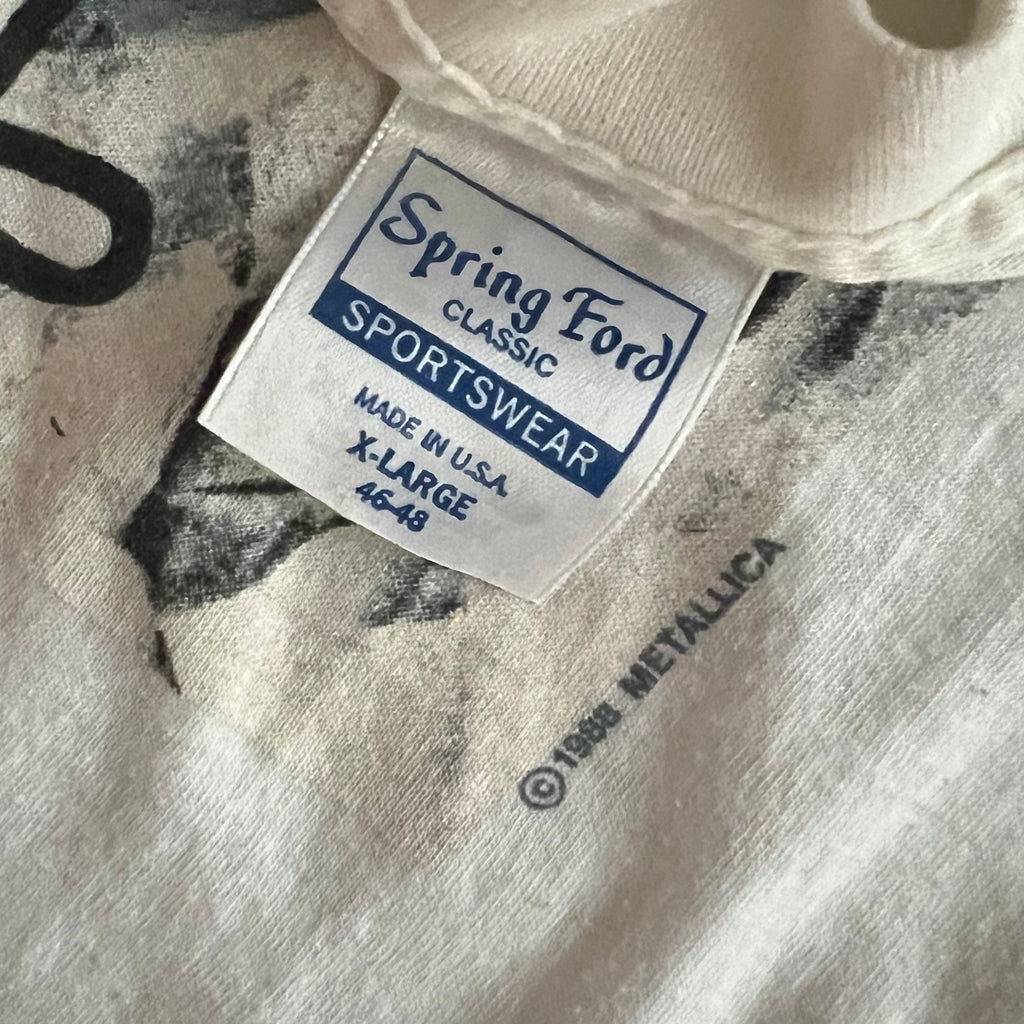 Spring Ford
CLASSIC
SPORTSWEAR
MADE IN U.S.A.
X-LARGE
46-48
©1988 METALLICA